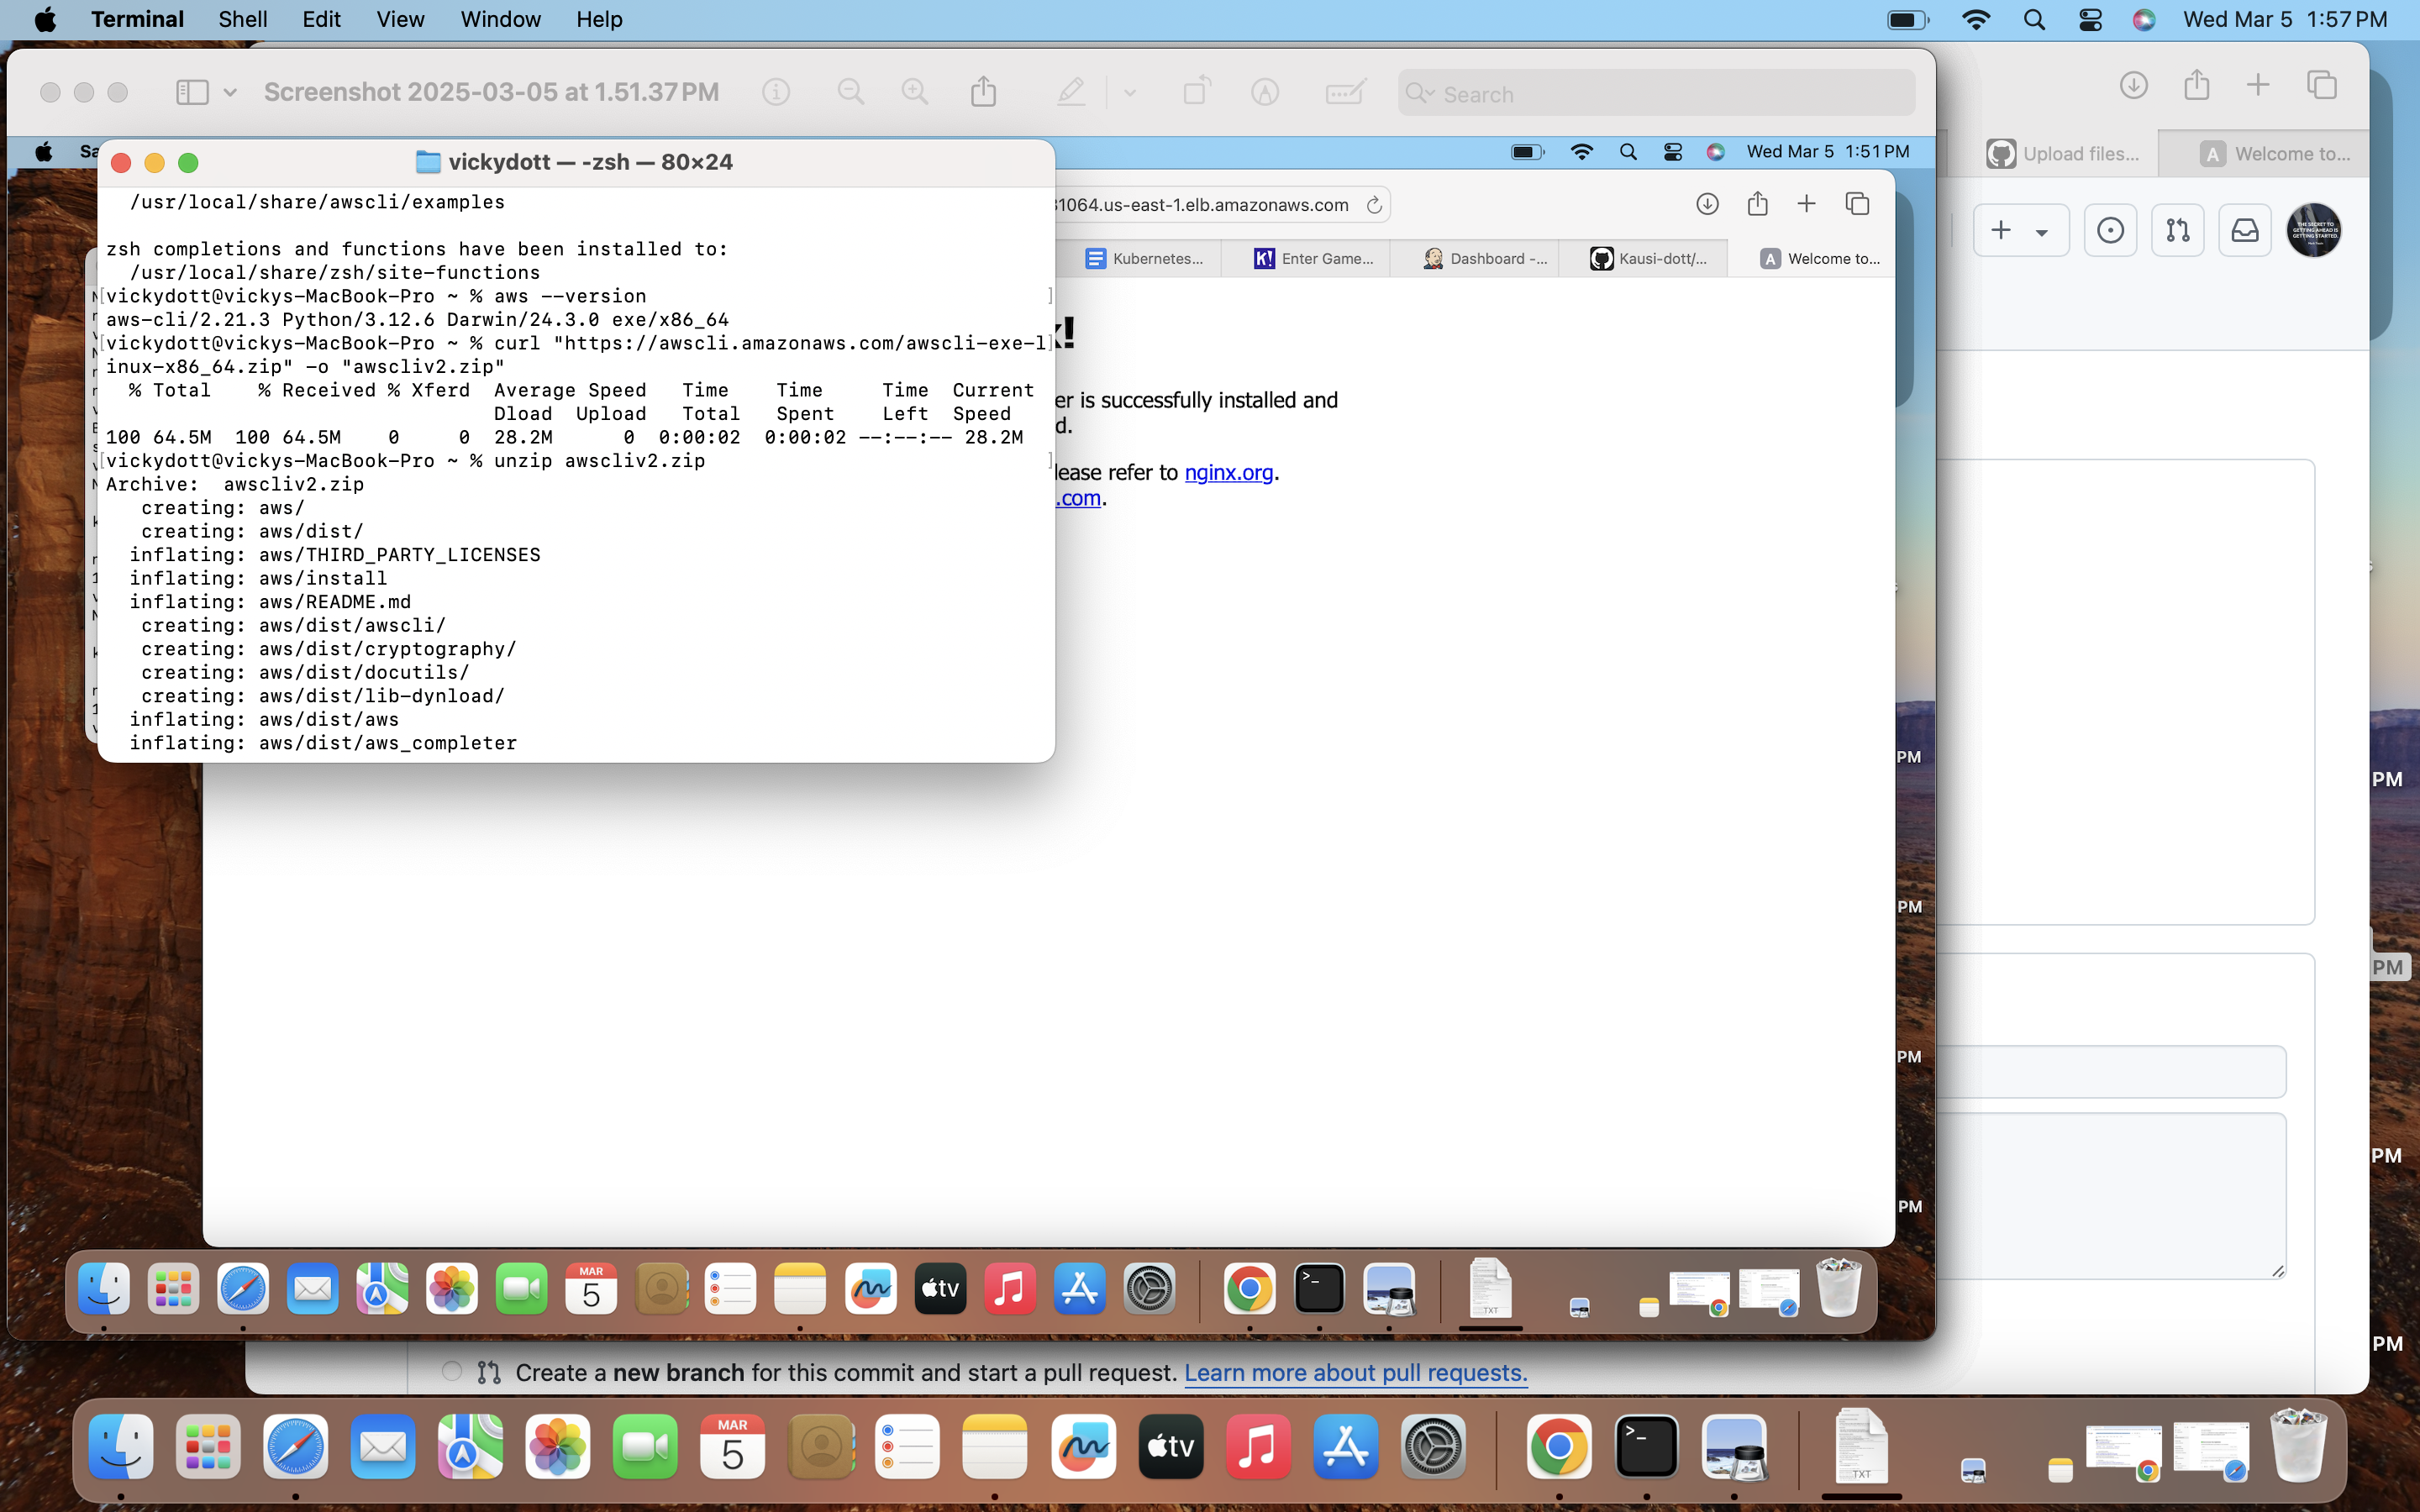 Terminal Shell Edit View Window Help Wed Mar 5 1:57 PM
Screenshot 2025-03-05 at 1.51.37 PM Search
Wed Mar 5 1:51 PM
Upload files... A Welcome to...
vickydott — -zsh — 80×24
/usr/local/share/awscli/examples
zsh completions and functions have been installed to:
/usr/local/share/zsh/site-functions
[vickydott@vickys-MacBook-Pro ~ % aws --version ]
aws-cli/2.21.3 Python/3.12.6 Darwin/24.3.0 exe/x86_64
[vickydott@vickys-MacBook-Pro ~ % curl "https://awscli.amazonaws.com/awscli-exe-l]
inux-x86_64.zip" -o "awscliv2.zip"
% Total % Received % Xferd Average Speed Time Time Time Current
Dload Upload Total Spent Left Speed
100 64.5M 100 64.5M 0 0 28.2M 0 0:00:02 0:00:02 --:--:-- 28.2M
[vickydott@vickys-MacBook-Pro ~ % unzip awscliv2.zip ]
Archive: awscliv2.zip
creating: aws/
creating: aws/dist/
inflating: aws/THIRD_PARTY_LICENSES
inflating: aws/install
inflating: aws/README.md
creating: aws/dist/awscli/
creating: aws/dist/cryptography/
creating: aws/dist/docutils/
creating: aws/dist/lib-dynload/
inflating: aws/dist/aws
inflating: aws/dist/aws_completer
31064.us-east-1.elb.amazonaws.com
Kubernetes... K! Enter Game... Dashboard -... Kausi-dott/... A Welcome to...
!
er is successfully installed and
d.
lease refer to nginx.org.
.com.
PM
PM
PM
PM
PM
PM
PM
PM
MAR
5
tv
TXT
Create a new branch for this commit and start a pull request. Learn more about pull requests.
MAR
5
tv
TXT